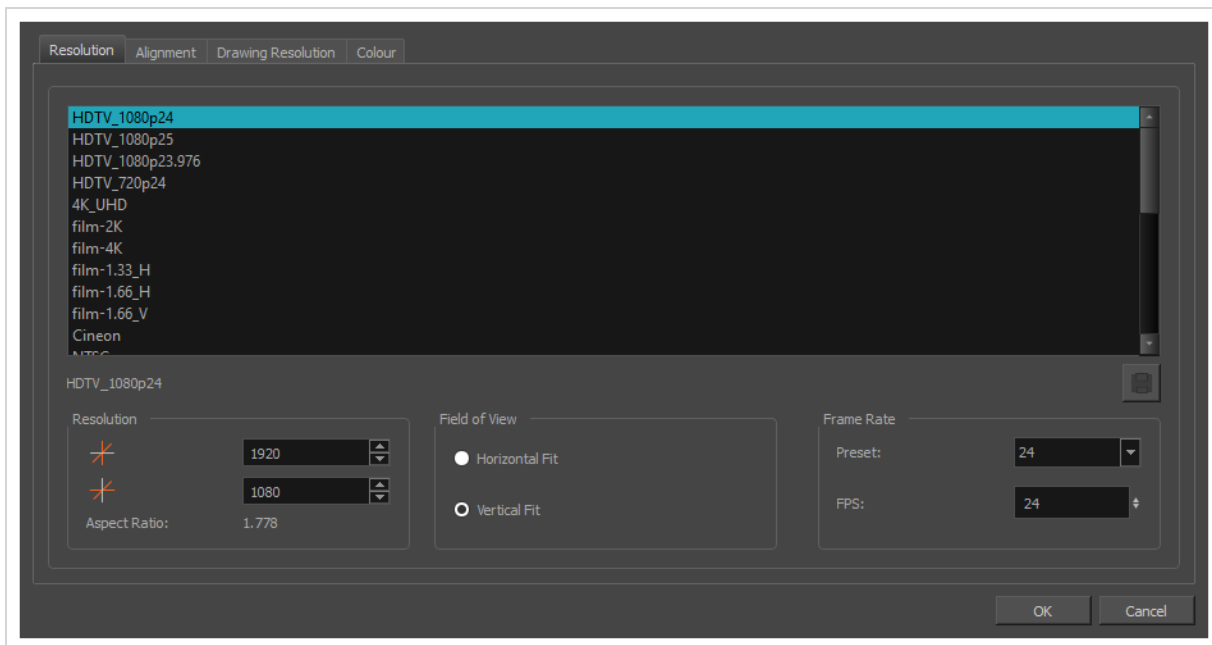 Resolution Alignment Drawing Resolution Colour
HDTV_1080p24
HDTV_1080p25
HDTV_1080p23.976
HDTV_720p24
4K_UHD
film-2K
film-4K
film-1.33_H
film-1.66_H
film-1.66_V
Cineon
HDTV_1080p24
Resolution
1920
1080
Aspect Ratio: 1.778
Field of View
Horizontal Fit
Vertical Fit
Frame Rate
Preset: 24
FPS: 24
OK Cancel